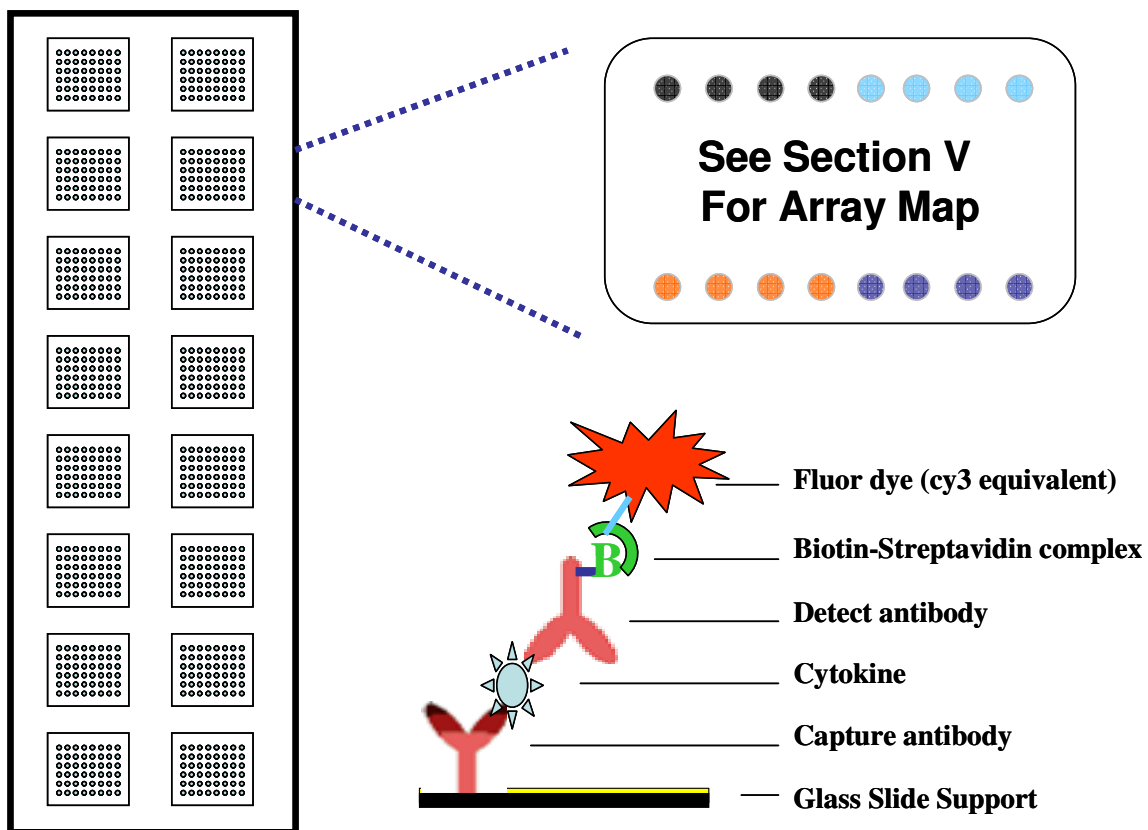 See Section V
For Array Map
Fluor dye (cy3 equivalent)
B
Biotin-Streptavidin complex
Detect antibody
Cytokine
Capture antibody
Glass Slide Support